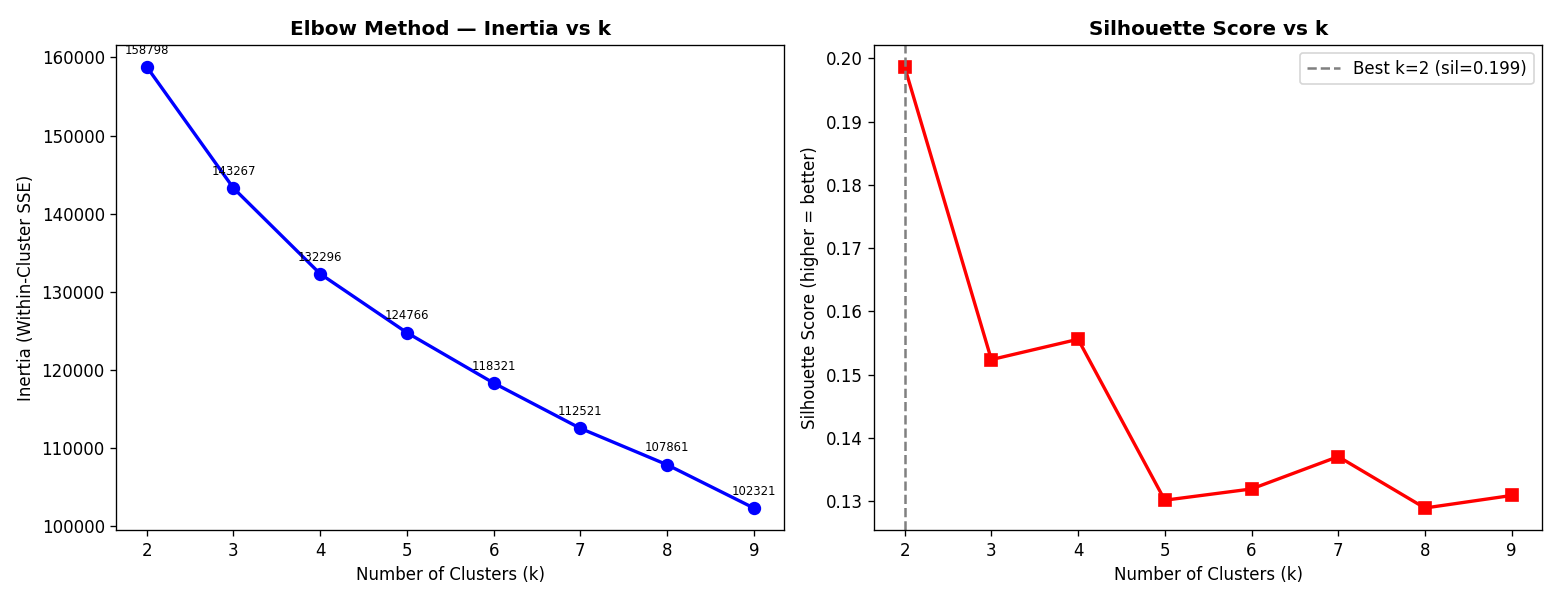 Elbow Method — Inertia vs k
Inertia (Within-Cluster SSE)
160000
150000
140000
130000
120000
110000
100000
158798
143267
132296
124766
118321
112521
107861
102321
2 3 4 5 6 7 8 9
Number of Clusters (k)
Silhouette Score vs k
Silhouette Score (higher = better)
0.20
0.19
0.18
0.17
0.16
0.15
0.14
0.13
Best k=2 (sil=0.199)
2 3 4 5 6 7 8 9
Number of Clusters (k)